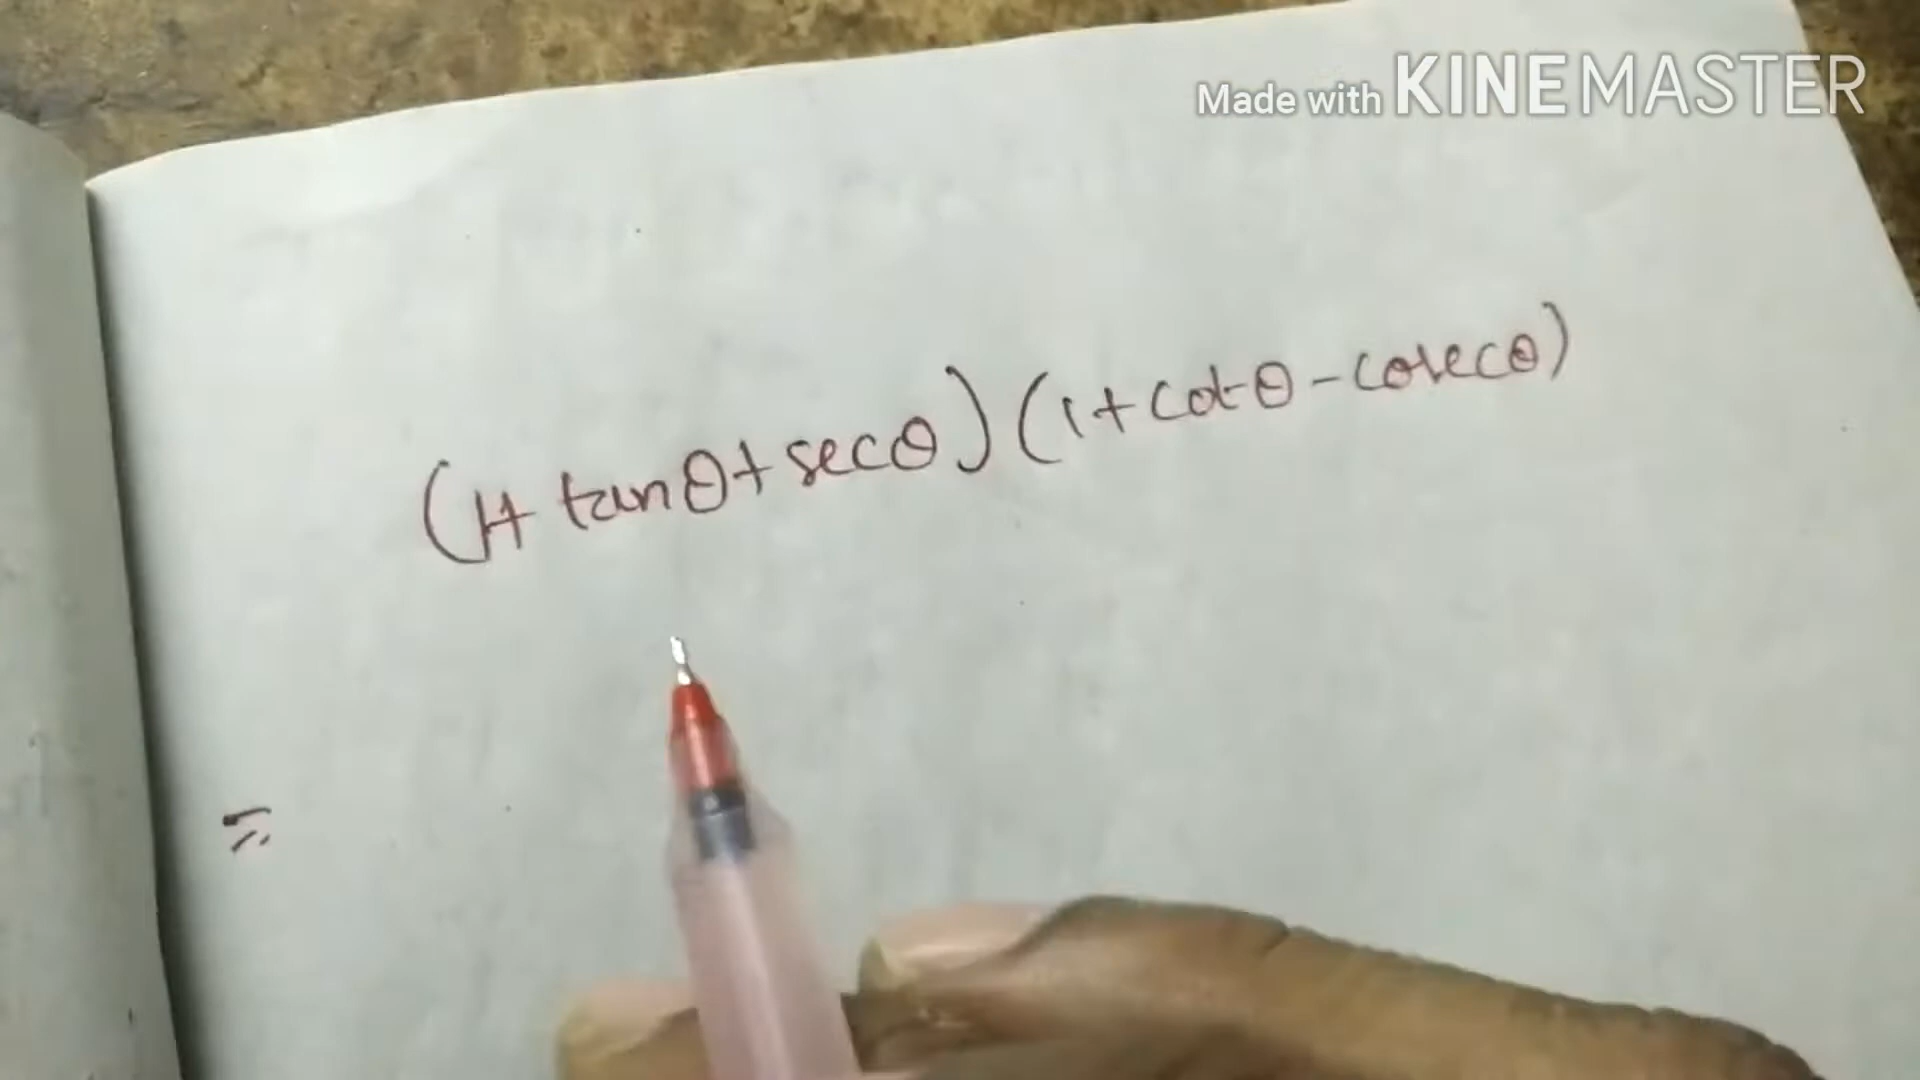 Made with KINEMASTER
(1+ tanθ + secθ) (1 + cotθ - cosecθ)
=